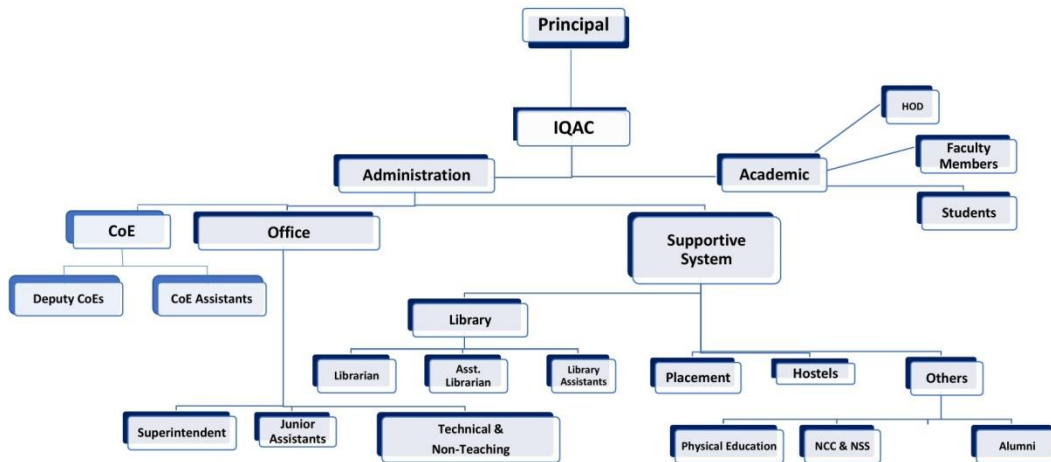 Principal
IQAC
HOD
Faculty
Members
Administration
Academic
Students
CoE
Office
Supportive
System
Deputy CoEs
CoE Assistants
Library
Librarian
Asst.
Librarian
Library
Assistants
Placement
Hostels
Others
Superintendent
Junior
Assistants
Technical &
Non-Teaching
Physical Education
NCC & NSS
Alumni